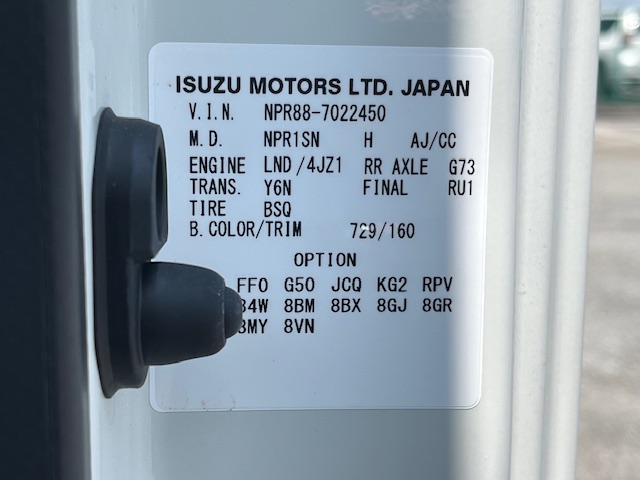 ISUZU MOTORS LTD. JAPAN
V.I.N. NPR88-7022450
M.D. NPR1SN H AJ/CC
ENGINE LND/4JZ1 RR AXLE G73
TRANS. Y6N FINAL RU1
TIRE BSQ
B.COLOR/TRIM 729/160
OPTION
FFO G50 JCQ KG2 RPV
8BM 8BX 8GJ 8GR
8VN